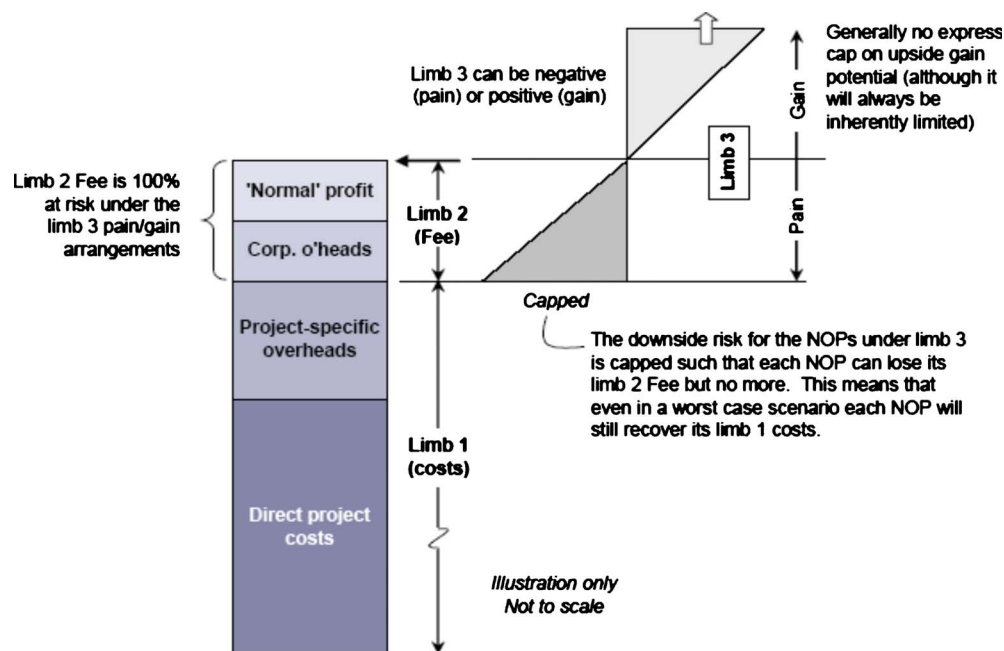 Generally no express
cap on upside gain
potential (although it
will always be
inherently limited)
Limb 3 can be negative
(pain) or positive (gain)
Gain
Limb 3
Pain
Limb 2 Fee is 100%
at risk under the
limb 3 pain/gain
arrangements
'Normal' profit
Corp. o'heads
Limb 2
(Fee)
Project-specific
overheads
Capped
The downside risk for the NOPs under limb 3
is capped such that each NOP can lose its
limb 2 Fee but no more. This means that
even in a worst case scenario each NOP will
still recover its limb 1 costs.
Limb 1
(costs)
Direct project
costs
Illustration only
Not to scale